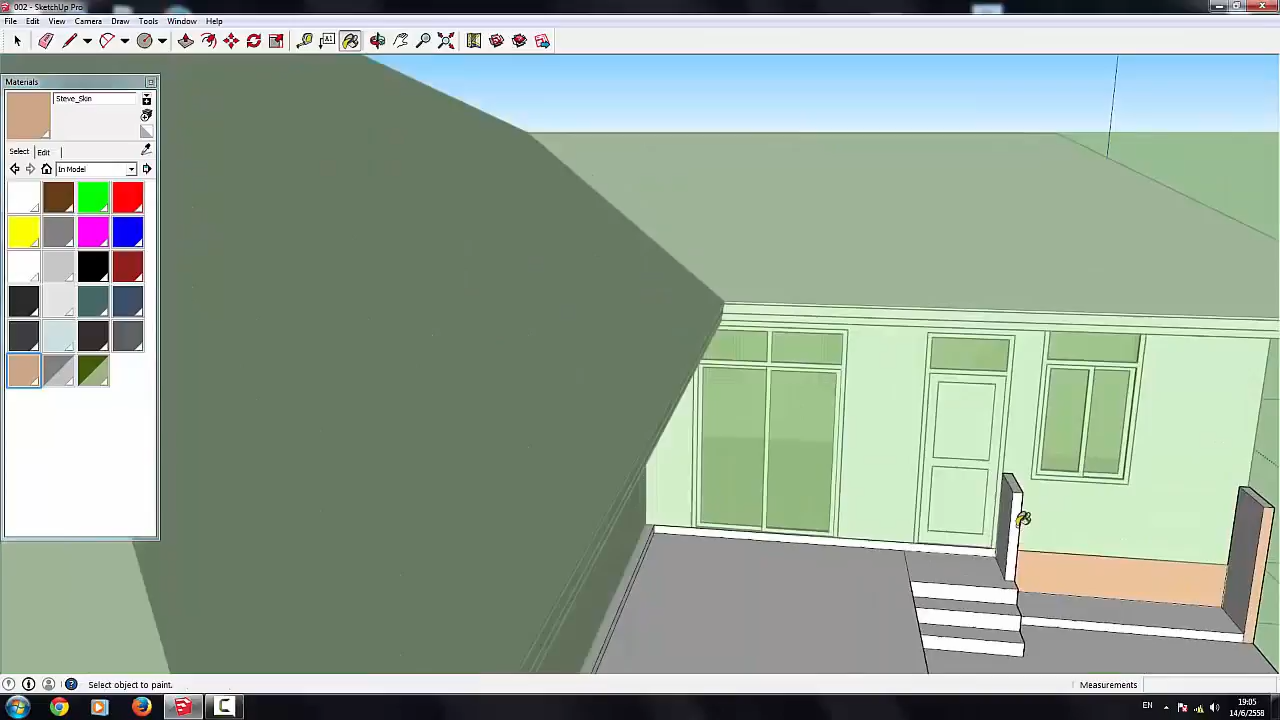 002 - SketchUp Pro
File Edit View Camera Draw Tools Window Help
A1
Materials
Steve_Skin
Select Edit
In Model
Select object to paint.
Measurements
EN
19:05
14/6/2558